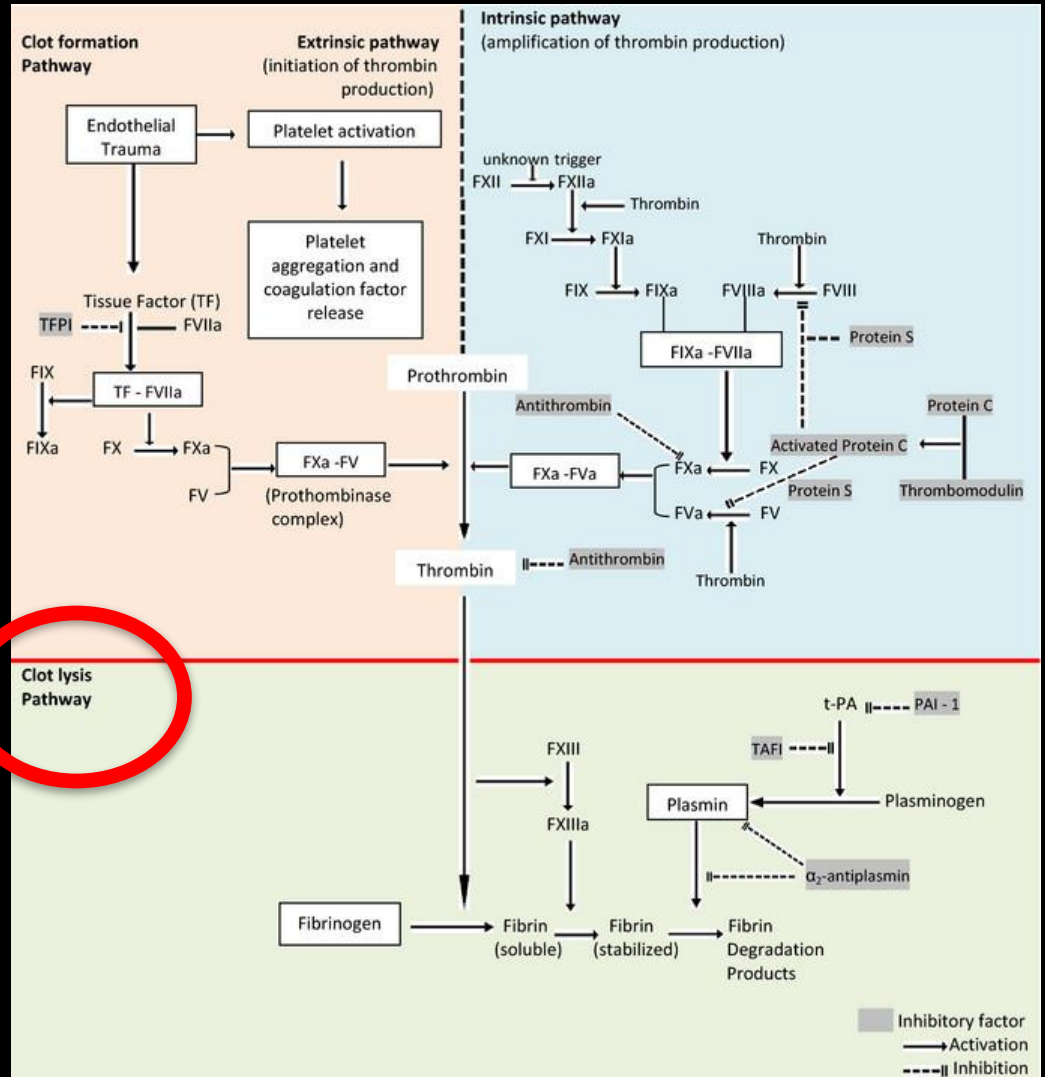 Clot formation
Pathway
Extrinsic pathway
(initiation of thrombin
production)
Intrinsic pathway
(amplification of thrombin production)
Endothelial
Trauma
Platelet activation
Platelet
aggregation and
coagulation factor
release
Tissue Factor (TF)
TFPI
FVIIa
FIX
TF - FVIIa
FIXa
FX
FXa
FV
FXa -FV
(Prothombinase
complex)
unknown trigger
FXII
FXIIa
Thrombin
FXI
FXIa
Thrombin
FIX
FIXa
FVIIIa
FVIII
FIXa -FVIIa
Protein S
Prothrombin
Antithrombin
Protein C
Activated Protein C
FXa -FVa
FXa
FX
Protein S
Thrombomodulin
FVa
FV
Thrombin
Antithrombin
Thrombin
Clot lysis
Pathway
t-PA
PAI - 1
TAFI
FXIII
Plasmin
Plasminogen
FXIIIa
α₂-antiplasmin
Fibrinogen
Fibrin
(soluble)
Fibrin
(stabilized)
Fibrin
Degradation
Products
Inhibitory factor
Activation
Inhibition